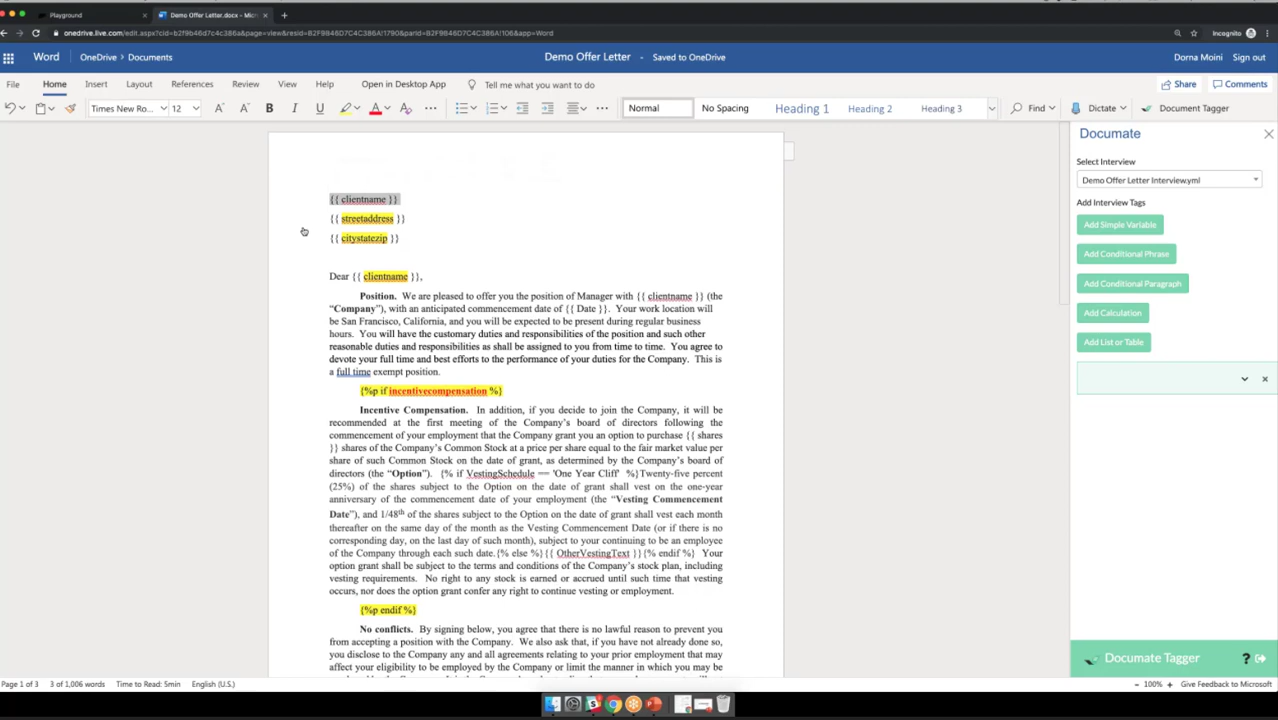 Playground
Demo Offer Letter.docx - Mic
onedrive.live.com/edit.aspx?cid=b2f9b46d7c4c386a&page=view&resid=B2F9B46D7C4C386A!1790&parId=B2F9B46D7C4C386A!106&app=Word
Incognito
Word OneDrive > Documents
Demo Offer Letter - Saved to OneDrive
Dorna Moini Sign out
File Home Insert Layout References Review View Help Open in Desktop App Tell me what you want to do
Share Comments
Times New Ro... 12 Normal No Spacing Heading 1 Heading 2 Heading 3 Find Dictate Document Tagger
{{ clientname }}
{{ streetaddress }}
{{ citystatezip }}
Dear {{ clientname }},
Position. We are pleased to offer you the position of Manager with {{ clientname }} (the
“Company”), with an anticipated commencement date of {{ Date }}. Your work location will
be San Francisco, California, and you will be expected to be present during regular business
hours. You will have the customary duties and responsibilities of the position and such other
reasonable duties and responsibilities as shall be assigned to you from time to time. You agree to
devote your full time and best efforts to the performance of your duties for the Company. This is
a full time exempt position.
{%p if incentivecompensation %}
Incentive Compensation. In addition, if you decide to join the Company, it will be
recommended at the first meeting of the Company’s board of directors following the
commencement of your employment that the Company grant you an option to purchase {{ shares
}} shares of the Company’s Common Stock at a price per share equal to the fair market value per
share of such Common Stock on the date of grant, as determined by the Company’s board of
directors (the “Option”). {% if VestingSchedule == 'One Year Cliff' %}Twenty-five percent
(25%) of the shares subject to the Option on the date of grant shall vest on the one-year
anniversary of the commencement date of your employment (the “Vesting Commencement
Date”), and 1/48th of the shares subject to the Option on the date of grant shall vest each month
thereafter on the same day of the month as the Vesting Commencement Date (or if there is no
corresponding day, on the last day of such month), subject to your continuing to be an employee
of the Company through each such date.{% else %}{{ OtherVestingText }}{% endif %} Your
option grant shall be subject to the terms and conditions of the Company’s stock plan, including
vesting requirements. No right to any stock is earned or accrued until such time that vesting
occurs, nor does the option grant confer any right to continue vesting or employment.
{%p endif %}
No conflicts. By signing below, you agree that there is no lawful reason to prevent you
from accepting a position with the Company. We also ask that, if you have not already done so,
you disclose to the Company any and all agreements relating to your prior employment that may
affect your eligibility to be employed by the Company or limit the manner in which you may be
Documate
Select Interview
Demo Offer Letter Interview.yml
Add Interview Tags
Add Simple Variable
Add Conditional Phrase
Add Conditional Paragraph
Add Calculation
Add List or Table
Documate Tagger ?
Page 1 of 3 3 of 1,006 words Time to Read: 5min English (U.S.)
- 100% + Give Feedback to Microsoft